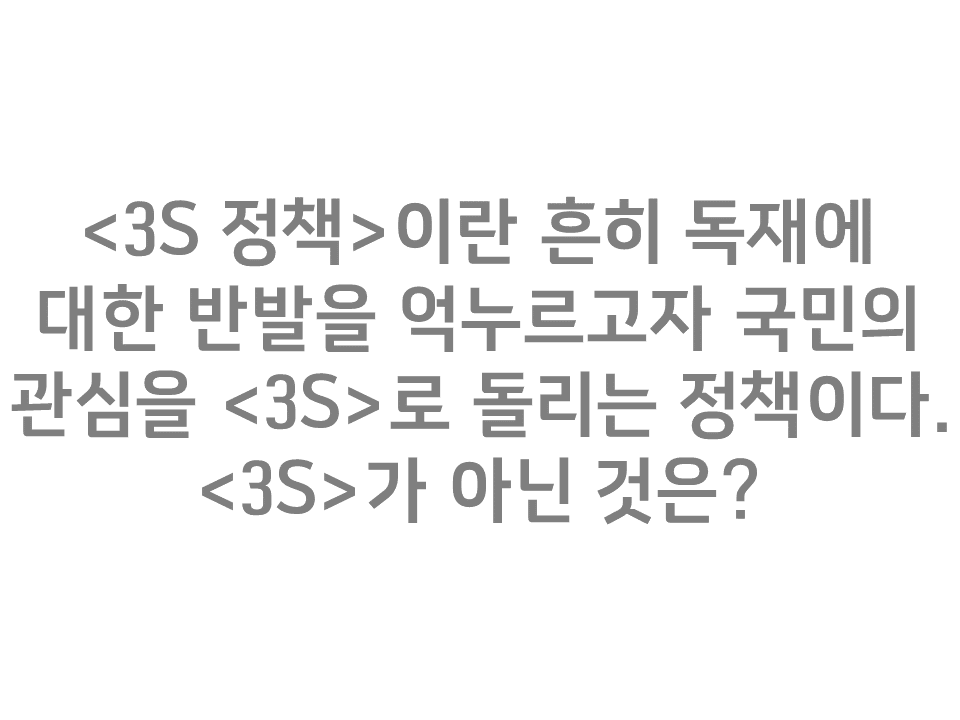 <3S 정책>이란 흔히 독재에
대한 반발을 억누르고자 국민의
관심을 <3S>로 돌리는 정책이다.
<3S>가 아닌 것은?